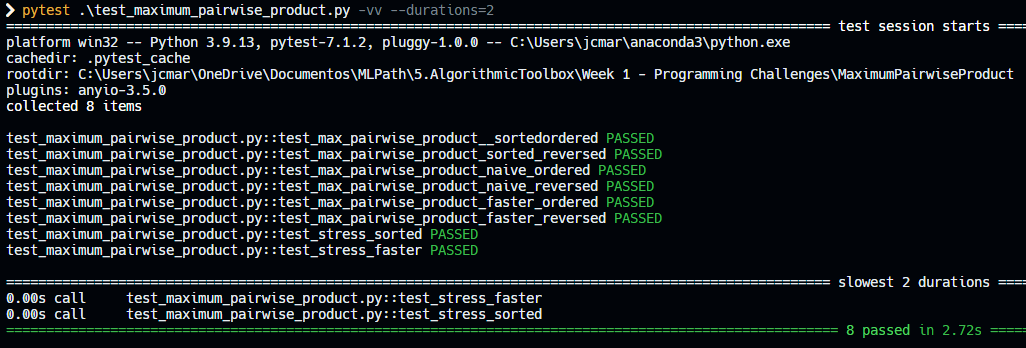 ❯ pytest .\test_maximum_pairwise_product.py -vv --durations=2
============================================================================================= test session starts ====
platform win32 -- Python 3.9.13, pytest-7.1.2, pluggy-1.0.0 -- C:\Users\jcmar\anaconda3\python.exe
cachedir: .pytest_cache
rootdir: C:\Users\jcmar\OneDrive\Documentos\MLPath\5.AlgorithmicToolbox\Week 1 - Programming Challenges\MaximumPairwiseProduct
plugins: anyio-3.5.0
collected 8 items
test_maximum_pairwise_product.py::test_max_pairwise_product__sortedordered PASSED
test_maximum_pairwise_product.py::test_max_pairwise_product_sorted_reversed PASSED
test_maximum_pairwise_product.py::test_max_pairwise_product_naive_ordered PASSED
test_maximum_pairwise_product.py::test_max_pairwise_product_naive_reversed PASSED
test_maximum_pairwise_product.py::test_max_pairwise_product_faster_ordered PASSED
test_maximum_pairwise_product.py::test_max_pairwise_product_faster_reversed PASSED
test_maximum_pairwise_product.py::test_stress_sorted PASSED
test_maximum_pairwise_product.py::test_stress_faster PASSED
============================================================================================= slowest 2 durations ====
0.00s call     test_maximum_pairwise_product.py::test_stress_faster
0.00s call     test_maximum_pairwise_product.py::test_stress_sorted
============================================================================================== 8 passed in 2.72s =====